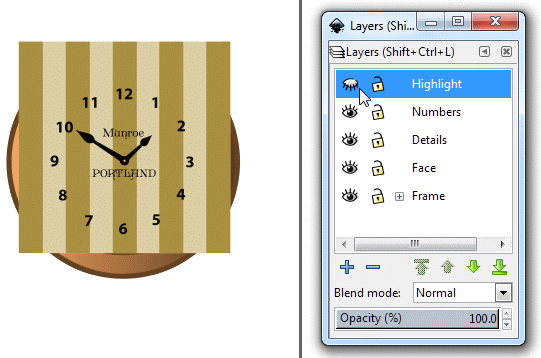 12
11
1
10
Munroe
2
9
3
PORTLAND
8
4
7
5
6
Layers (Shi...
Layers (Shift+Ctrl+L)
Highlight
Numbers
Details
Face
Frame
Blend mode: Normal
Opacity (%) 100.0